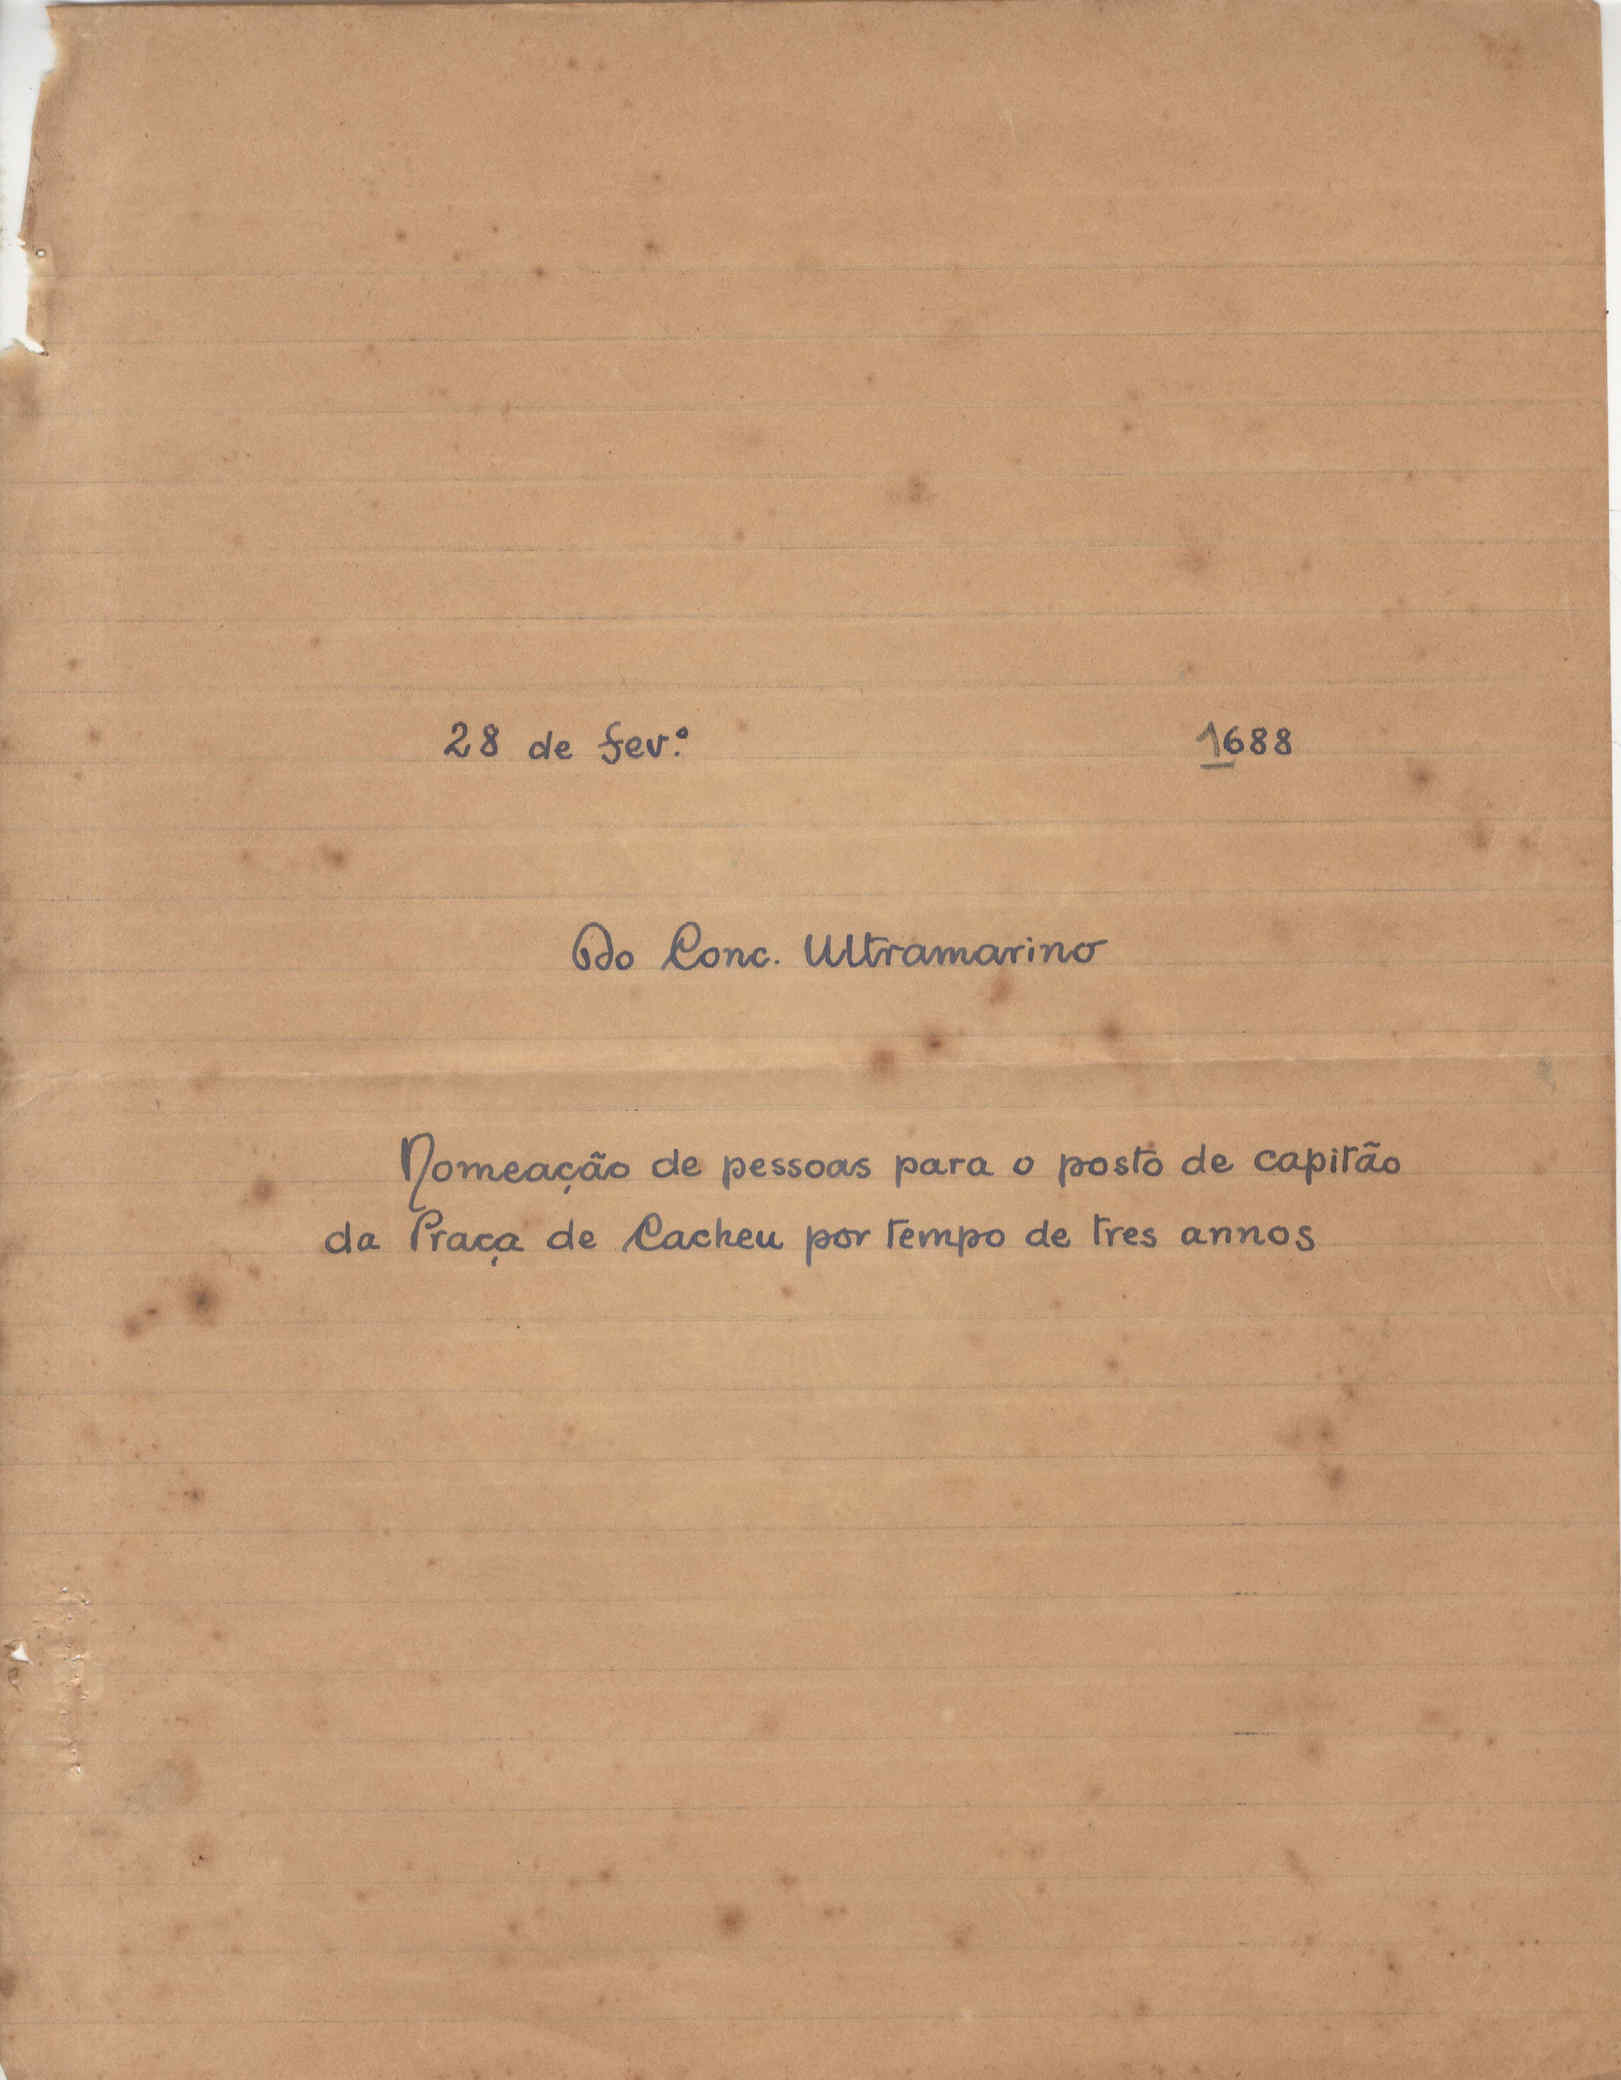 28 de fev.º 1688
Do Conc. Ultramarino
Nomeação de pessoas para o posto de capitão
da Praça de Cacheu por tempo de tres annos